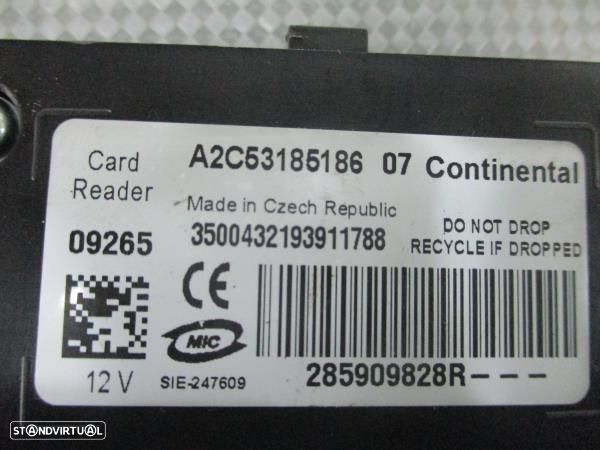 Card Reader
A2C53185186 07 Continental
Made in Czech Republic
09265
3500432193911788
DO NOT DROP
RECYCLE IF DROPPED
CE
MIC
12 V
SIE-247609
285909828R---
STANDVIRTUAL